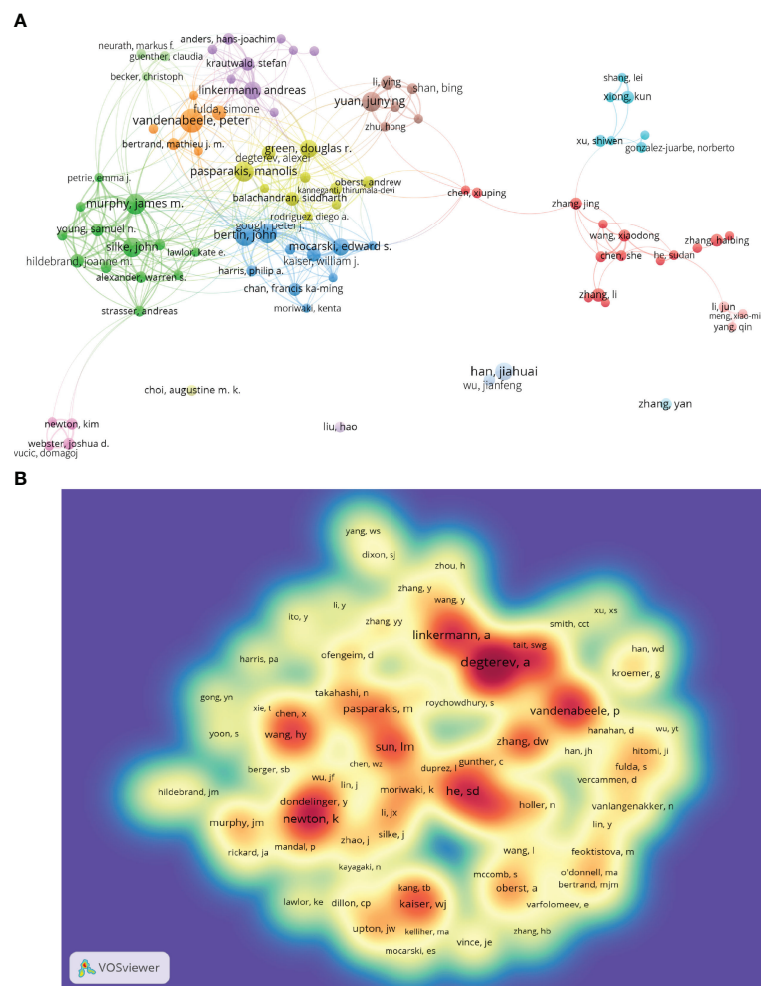 A
anders, hans-joachim
neurath, markus f.
guenther, claudia
krautwald, stefan
becker, christoph
linkermann, andreas
fulda, simone
vandenabeele, peter
bertrand, mathieu j. m.
li, ying
shan, bing
yuan, junyng
zhu, hong
shang, lei
xiong, kun
xu, shiwen
gonzalez-juarbe, norberto
green, douglas r.
degterev, alexei
pasparakis, manolis
oberst, andrew
kanneganti, thirumala-devi
balachandran, siddharth
rodriguez, diego a.
petrie, emma j.
murphy, james m.
young, samuel n.
silke, john
lawlor, kate e.
hildebrand, joanne m.
alexander, warren s.
strasser, andreas
gough, peter j.
bertin, john
mocarski, edward s.
kaiser, william j.
harris, philip a.
chan, francis ka-ming
moriwaki, kenta
chen, xiuping
zhang, jing
wang, xiaodong
zhang, haibing
chen, she
he, sudan
zhang, li
li, jun
meng, xiao-mi
yang, qin
han, jiahuai
wu, jianfeng
choi, augustine m. k.
zhang, yan
liu, hao
newton, kim
webster, joshua d.
vucic, domagoj
B
yang, ws
dixon, sj
zhou, h
zhang, y
wang, y
li, y
ito, y
zhang, yy
linkermann, a
tait, swg
degterev, a
smith, cct
xu, xs
han, wd
kroemer, g
harris, pa
ofengeim, d
gong, yn
takahashi, n
roychowdhury, s
xie, t
chen, x
pasparaks, m
vandenabeele, p
yoon, s
wang, hy
sun, lm
zhang, dw
hanahan, d
wu, yt
han, jh
hitomi, ji
chen, wz
gunther, c
fulda, s
berger, sb
wu, jf
duprez, l
vercammen, d
lin, j
moriwaki, k
he, sd
hildebrand, jm
dondelinger, y
holler, n
vanlangenakker, n
newton, k
li, jx
murphy, jm
silke, j
lin, y
rickard, ja
mandal, p
zhao, j
wang, l
feoktistova, m
kayagaki, n
mccomb, s
o'donnell, ma
oberst, a
bertrand, mjm
kang, tb
lawlor, ke
dillon, cp
kaiser, wj
varfolomeev, e
upton, jw
kelliher, ma
vince, je
zhang, hb
mocarski, es
VOSviewer